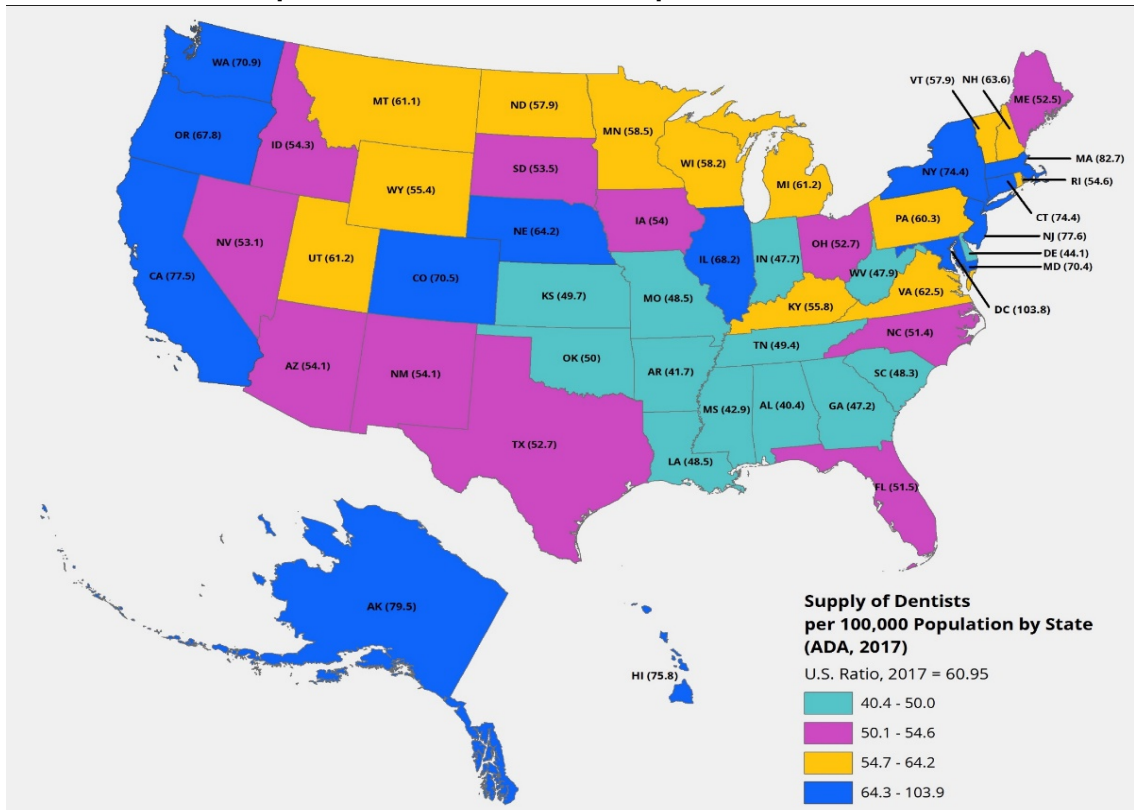 WA (70.9)
MT (61.1)
ND (57.9)
MN (58.5)
VT (57.9)
NH (63.6)
ME (52.5)
OR (67.8)
ID (54.3)
SD (53.5)
WI (58.2)
MI (61.2)
NY (74.4)
MA (82.7)
RI (54.6)
CT (74.4)
WY (55.4)
IA (54)
PA (60.3)
NJ (77.6)
DE (44.1)
MD (70.4)
DC (103.8)
NV (53.1)
UT (61.2)
NE (64.2)
IL (68.2)
IN (47.7)
OH (52.7)
WV (47.9)
CA (77.5)
CO (70.5)
KS (49.7)
MO (48.5)
KY (55.8)
VA (62.5)
AZ (54.1)
NM (54.1)
OK (50)
AR (41.7)
TN (49.4)
NC (51.4)
SC (48.3)
MS (42.9)
AL (40.4)
GA (47.2)
TX (52.7)
LA (48.5)
FL (51.5)
AK (79.5)
HI (75.8)
Supply of Dentists
per 100,000 Population by State
(ADA, 2017)
U.S. Ratio, 2017 = 60.95
40.4 - 50.0
50.1 - 54.6
54.7 - 64.2
64.3 - 103.9